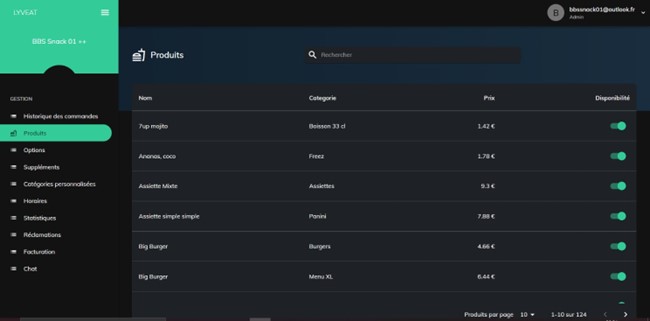 LYVEAT
bbssnack01@outlook.fr
B
Admin
BBS Snack 01 ++
Produits
Rechercher
GESTION
Historique des commandes
Produits
Options
Suppléments
Catégories personnalisées
Horaires
Statistiques
Réclamations
Facturation
Chat
Nom Categorie Prix Disponibilité
7up mojito Boisson 33 cl 1.42 €
Ananas, coco Freez 1.78 €
Assiette Mixte Assiettes 9.3 €
Assiette simple simple Panini 7.88 €
Big Burger Burgers 4.66 €
Big Burger Menu XL 6.44 €
Produits par page 10 1-10 sur 124